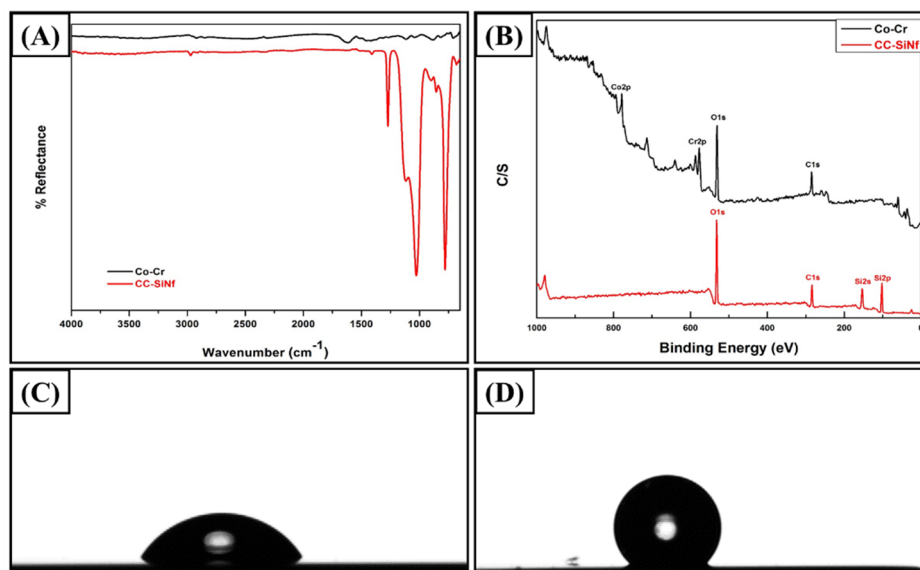 (A)
% Reflectance
Co-Cr
CC-SiNf
4000 3500 3000 2500 2000 1500 1000
Wavenumber (cm-1)
(B)
Co-Cr
CC-SiNf
C/S
Co2p
Cr2p
O1s
C1s
O1s
C1s
Si2s
Si2p
1000 800 600 400 200
Binding Energy (eV)
(C)
(D)